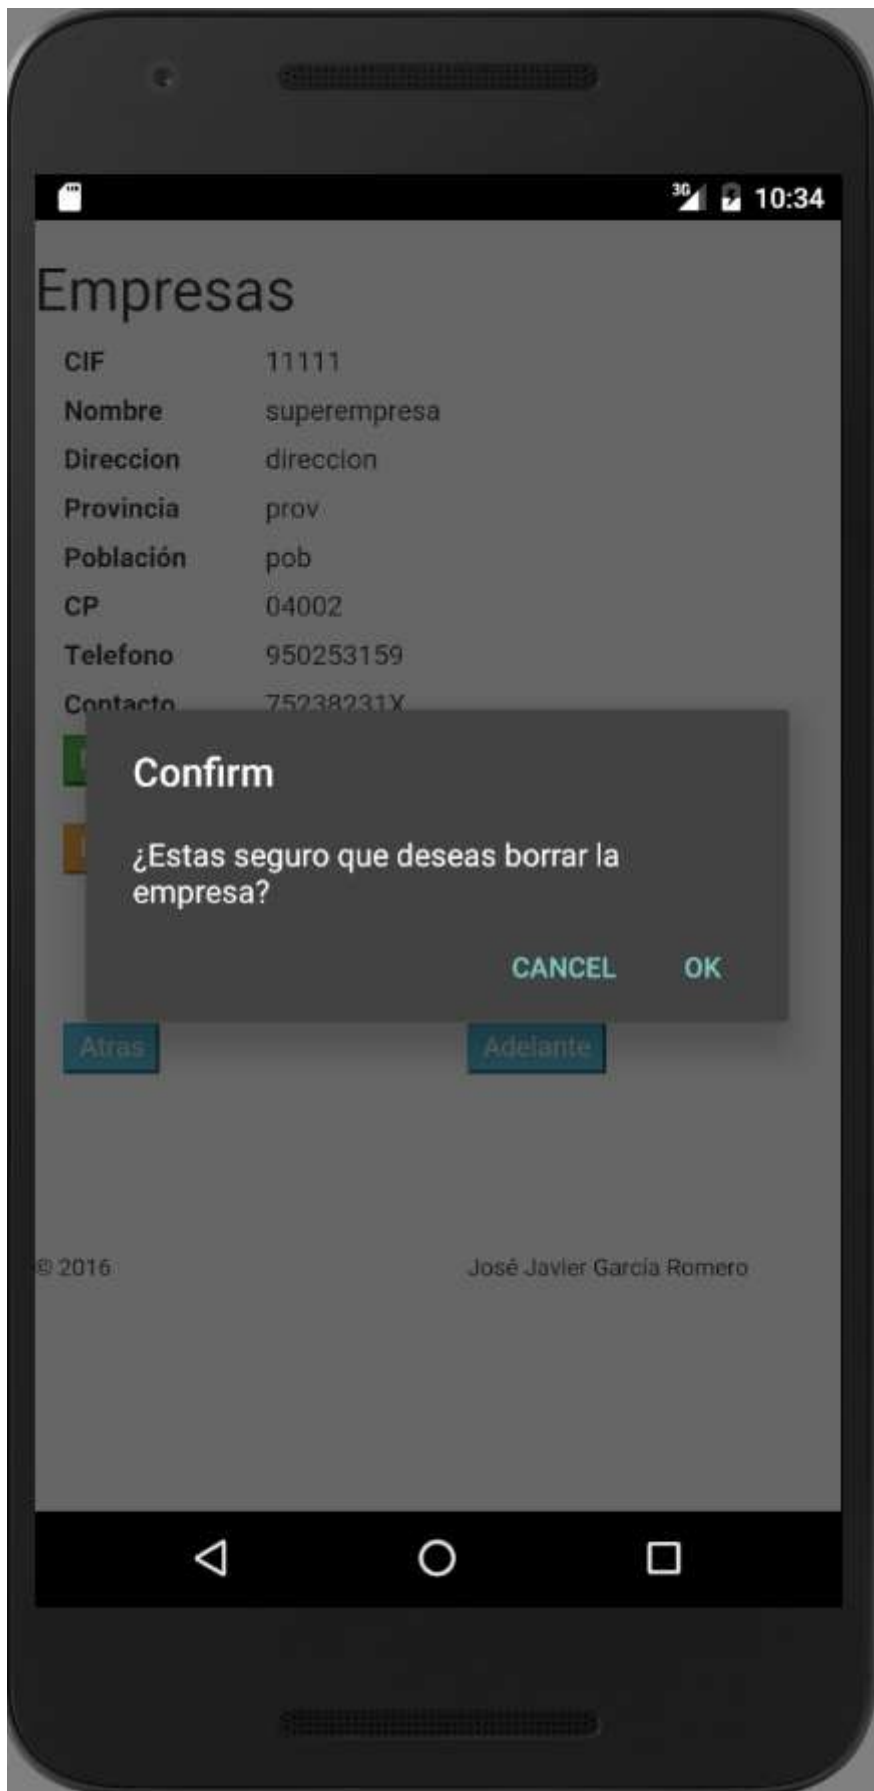 3G 10:34
Empresas
CIF 11111
Nombre superempresa
Direccion direccion
Provincia prov
Población pob
CP 04002
Telefono 950253159
Contacto 75238231X
Confirm
¿Estas seguro que deseas borrar la
empresa?
CANCEL OK
Atras Adelante
© 2016 José Javier García Romero